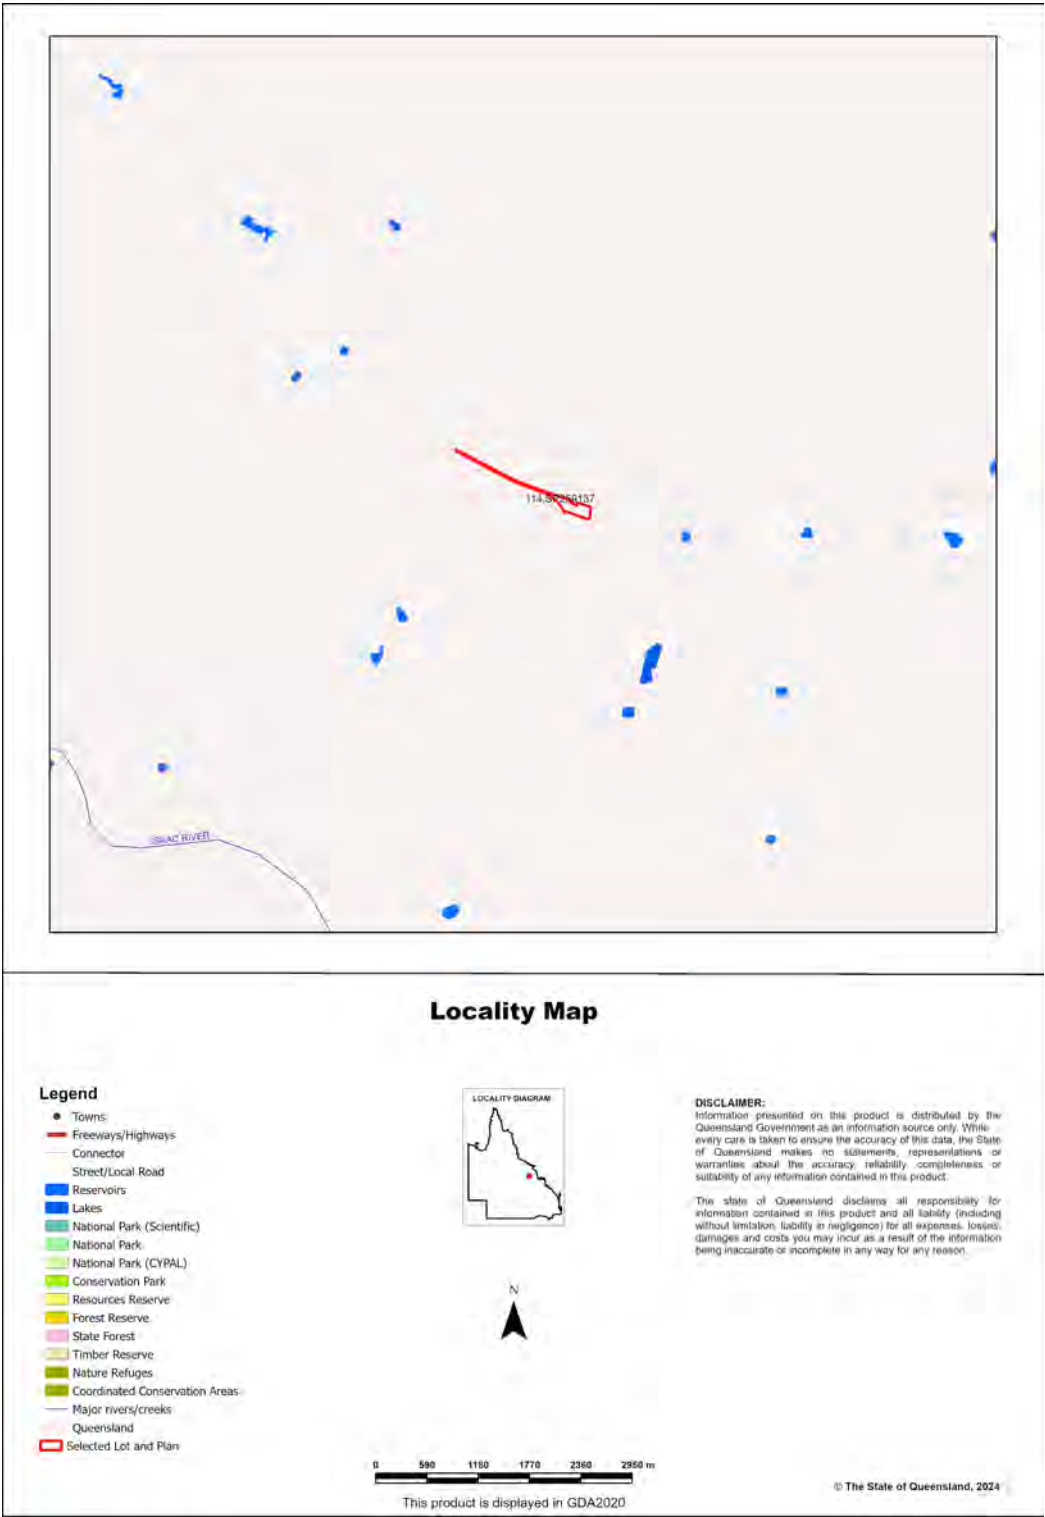 ISAAC RIVER
Locality Map
Legend
Towns
Freeways/Highways
Connector
Street/Local Road
Reservoirs
Lakes
National Park (Scientific)
National Park
National Park (CYPAL)
Conservation Park
Resources Reserve
Forest Reserve
State Forest
Timber Reserve
Nature Refuges
Coordinated Conservation Areas
Major rivers/creeks
Queensland
Selected Lot and Plan
LOCALITY DIAGRAM
N
0 590 1180 1770 2360 2950 m
This product is displayed in GDA2020
DISCLAIMER:
Information presented on this product is distributed by the
Queensland Government as an information source only. While
every care is taken to ensure the accuracy of this data, the State
of Queensland makes no statements, representations or
warranties about the accuracy, reliability, completeness or
suitability of any information contained in this product.
The state of Queensland disclaims all responsibility for
information contained in this product and all liability (including
without limitation, liability in negligence) for all expenses, losses,
damages and costs you may incur as a result of the information
being inaccurate or incomplete in any way for any reason.
© The State of Queensland, 2024